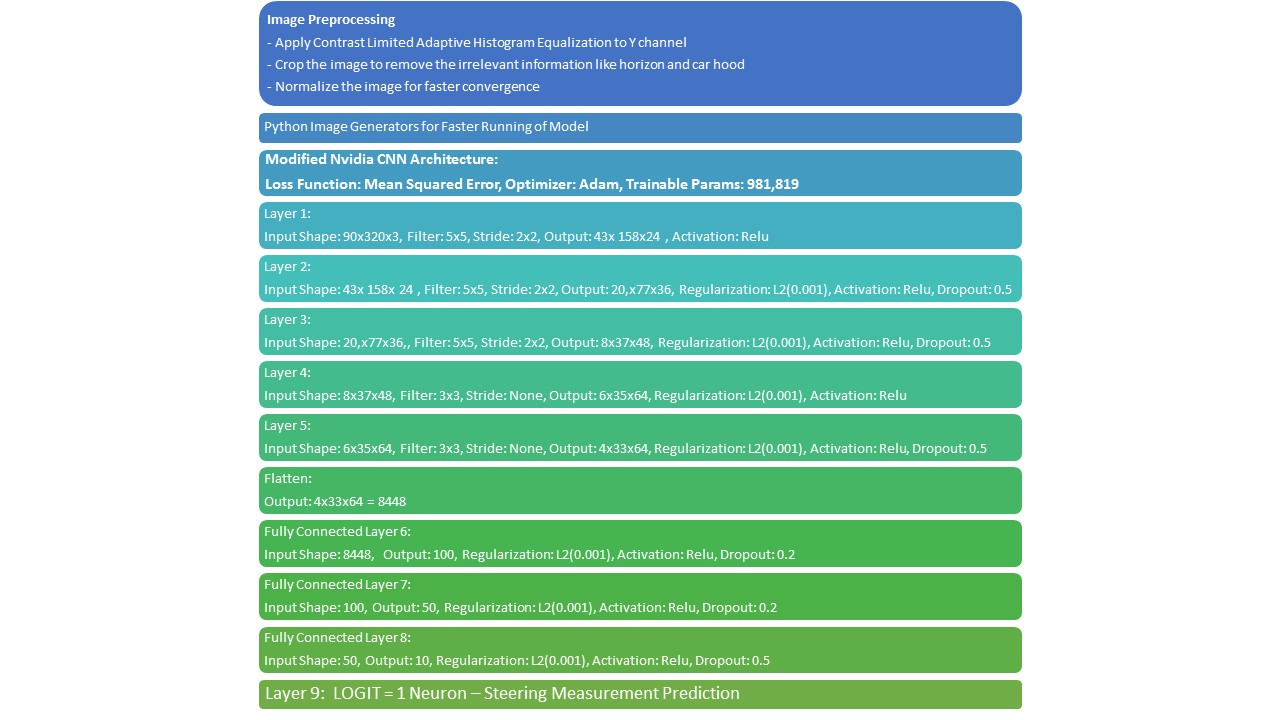 Image Preprocessing
- Apply Contrast Limited Adaptive Histogram Equalization to Y channel
- Crop the image to remove the irrelevant information like horizon and car hood
- Normalize the image for faster convergence
Python Image Generators for Faster Running of Model
Modified Nvidia CNN Architecture:
Loss Function: Mean Squared Error, Optimizer: Adam, Trainable Params: 981,819
Layer 1:
Input Shape: 90x320x3, Filter: 5x5, Stride: 2x2, Output: 43x 158x24 , Activation: Relu
Layer 2:
Input Shape: 43x 158x 24 , Filter: 5x5, Stride: 2x2, Output: 20,x77x36, Regularization: L2(0.001), Activation: Relu, Dropout: 0.5
Layer 3:
Input Shape: 20,x77x36,, Filter: 5x5, Stride: 2x2, Output: 8x37x48, Regularization: L2(0.001), Activation: Relu, Dropout: 0.5
Layer 4:
Input Shape: 8x37x48, Filter: 3x3, Stride: None, Output: 6x35x64, Regularization: L2(0.001), Activation: Relu
Layer 5:
Input Shape: 6x35x64, Filter: 3x3, Stride: None, Output: 4x33x64, Regularization: L2(0.001), Activation: Relu, Dropout: 0.5
Flatten:
Output: 4x33x64 = 8448
Fully Connected Layer 6:
Input Shape: 8448, Output: 100, Regularization: L2(0.001), Activation: Relu, Dropout: 0.2
Fully Connected Layer 7:
Input Shape: 100, Output: 50, Regularization: L2(0.001), Activation: Relu, Dropout: 0.2
Fully Connected Layer 8:
Input Shape: 50, Output: 10, Regularization: L2(0.001), Activation: Relu, Dropout: 0.5
Layer 9: LOGIT = 1 Neuron – Steering Measurement Prediction